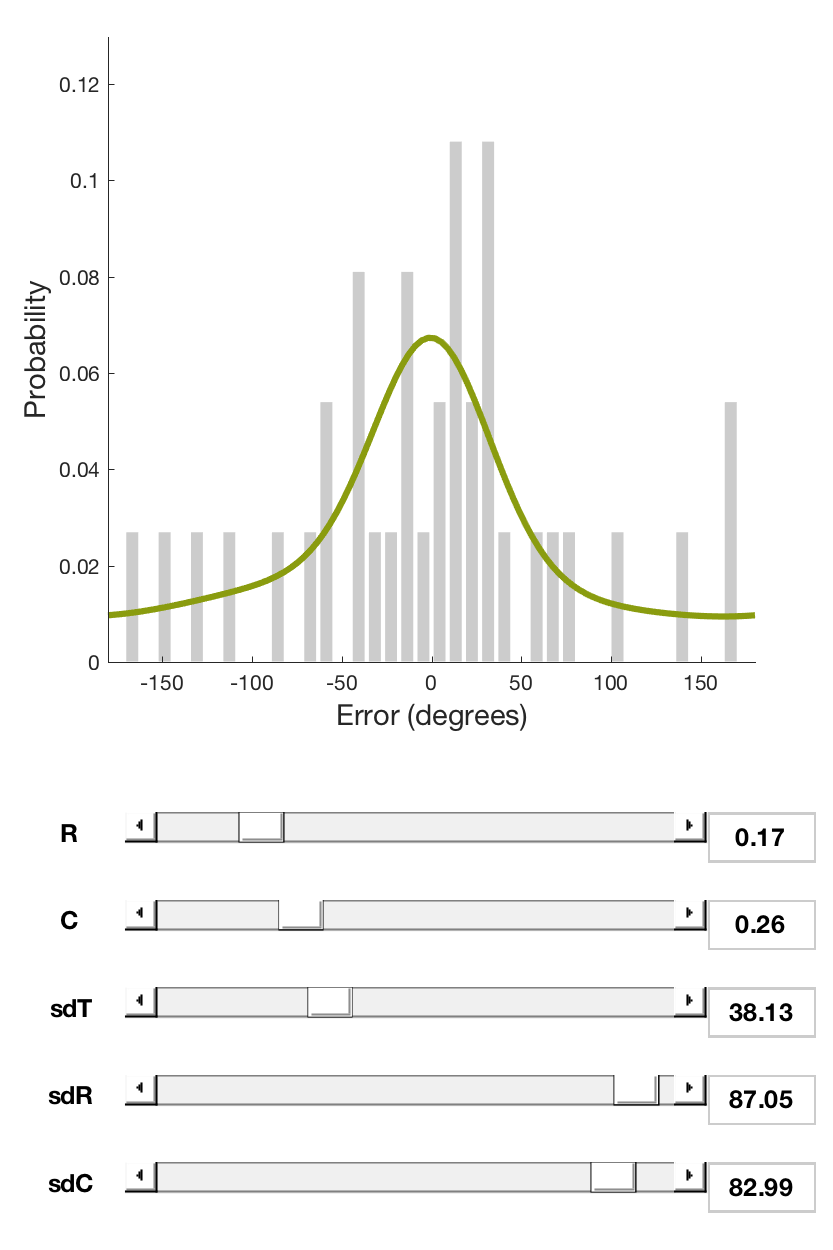 0.12
0.1
0.08
0.06
0.04
0.02
0
Probability
-150 -100 -50 0 50 100 150
Error (degrees)
R 0.17
C 0.26
sdT 38.13
sdR 87.05
sdC 82.99